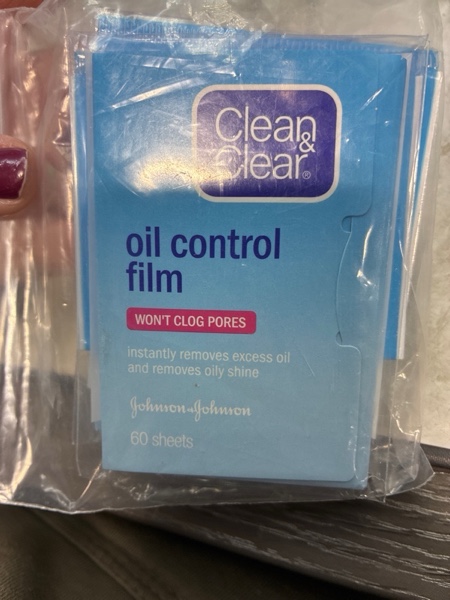 Clean
&
Clear®
oil control
film
WON'T CLOG PORES
instantly removes excess oil
and removes oily shine
Johnson & Johnson
60 sheets